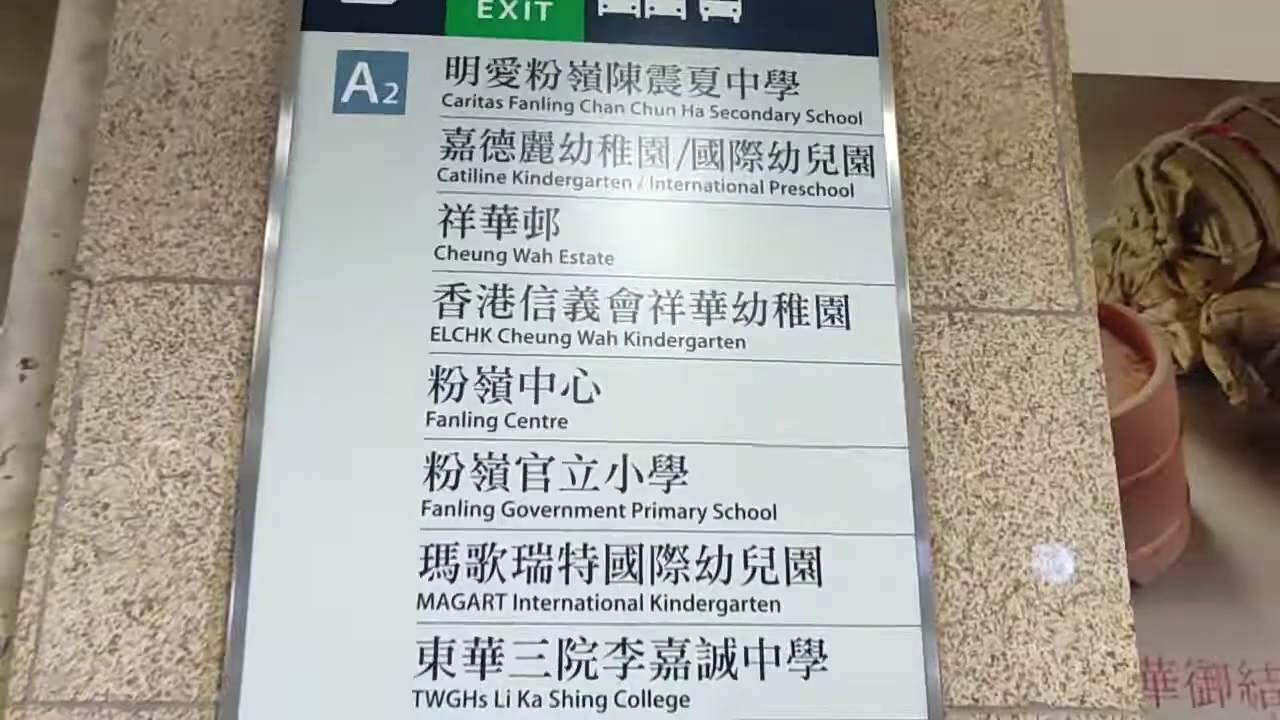 EXIT
A2
明愛粉嶺陳震夏中學
Caritas Fanling Chan Chun Ha Secondary School
嘉德麗幼稚園/國際幼兒園
Catiline Kindergarten / International Preschool
祥華邨
Cheung Wah Estate
香港信義會祥華幼稚園
ELCHK Cheung Wah Kindergarten
粉嶺中心
Fanling Centre
粉嶺官立小學
Fanling Government Primary School
瑪歌瑞特國際幼兒園
MAGART International Kindergarten
東華三院李嘉誠中學
TWGHs Li Ka Shing College
華御結